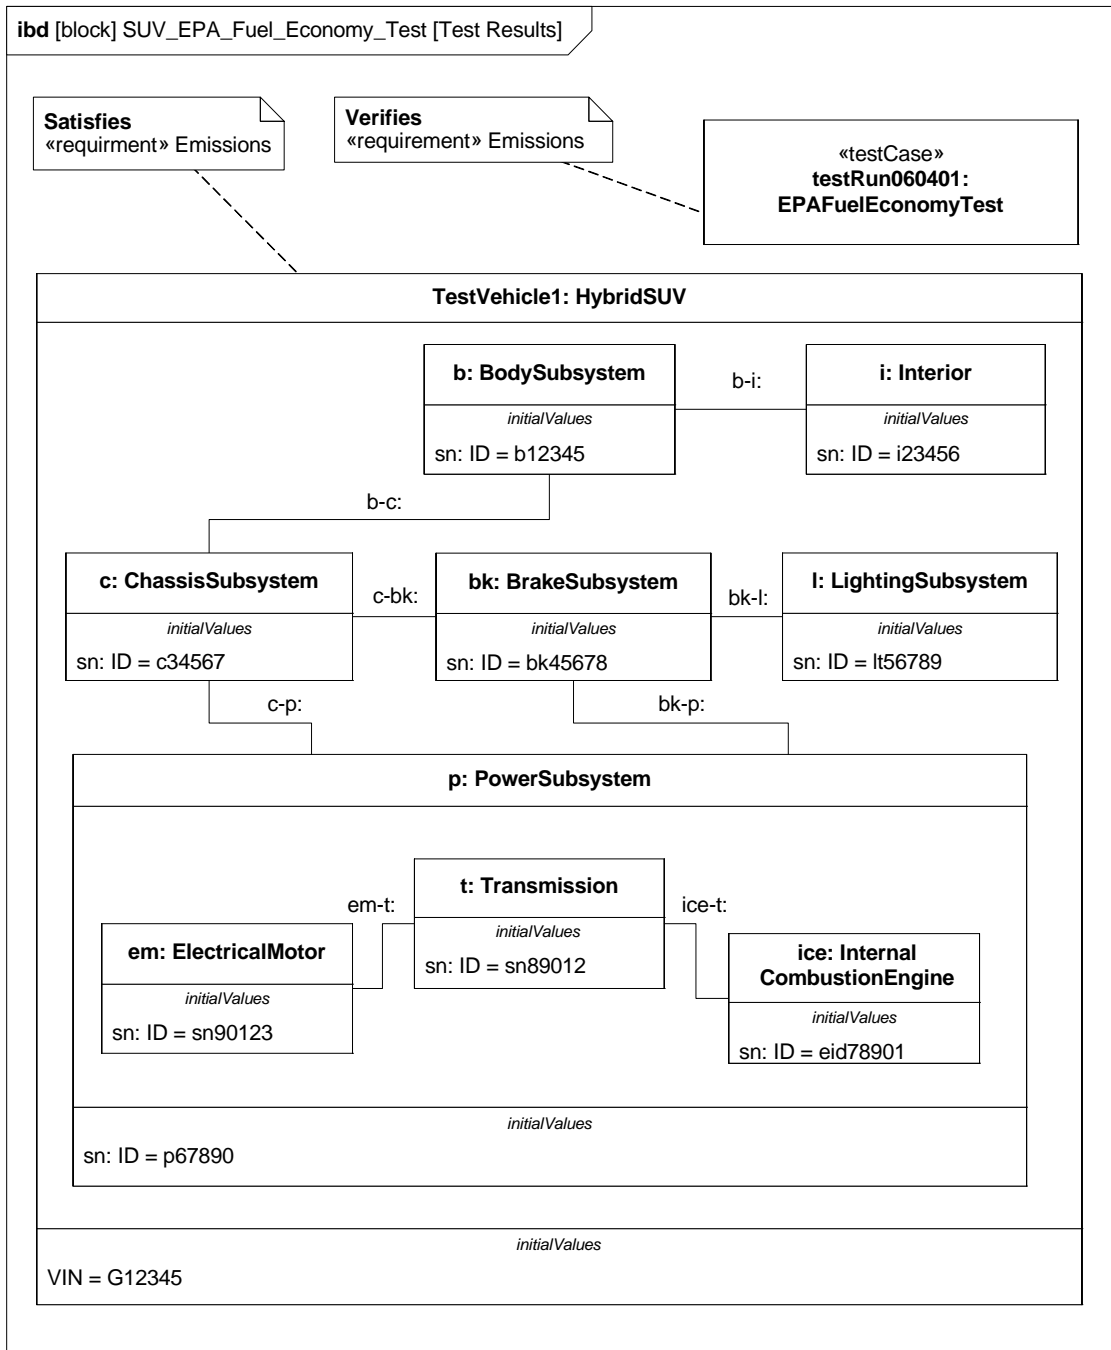 ibd [block] SUV_EPA_Fuel_Economy_Test [Test Results]
Satisfies
«requirment» Emissions
Verifies
«requirement» Emissions
«testCase»
testRun060401:
EPAFuelEconomyTest
TestVehicle1: HybridSUV
b: BodySubsystem
initialValues
sn: ID = b12345
b-i:
i: Interior
initialValues
sn: ID = i23456
b-c:
c: ChassisSubsystem
initialValues
sn: ID = c34567
c-bk:
bk: BrakeSubsystem
initialValues
sn: ID = bk45678
bk-l:
l: LightingSubsystem
initialValues
sn: ID = lt56789
c-p:
bk-p:
p: PowerSubsystem
t: Transmission
initialValues
sn: ID = sn89012
em-t:
ice-t:
em: ElectricalMotor
initialValues
sn: ID = sn90123
ice: Internal
CombustionEngine
initialValues
sn: ID = eid78901
initialValues
sn: ID = p67890
initialValues
VIN = G12345